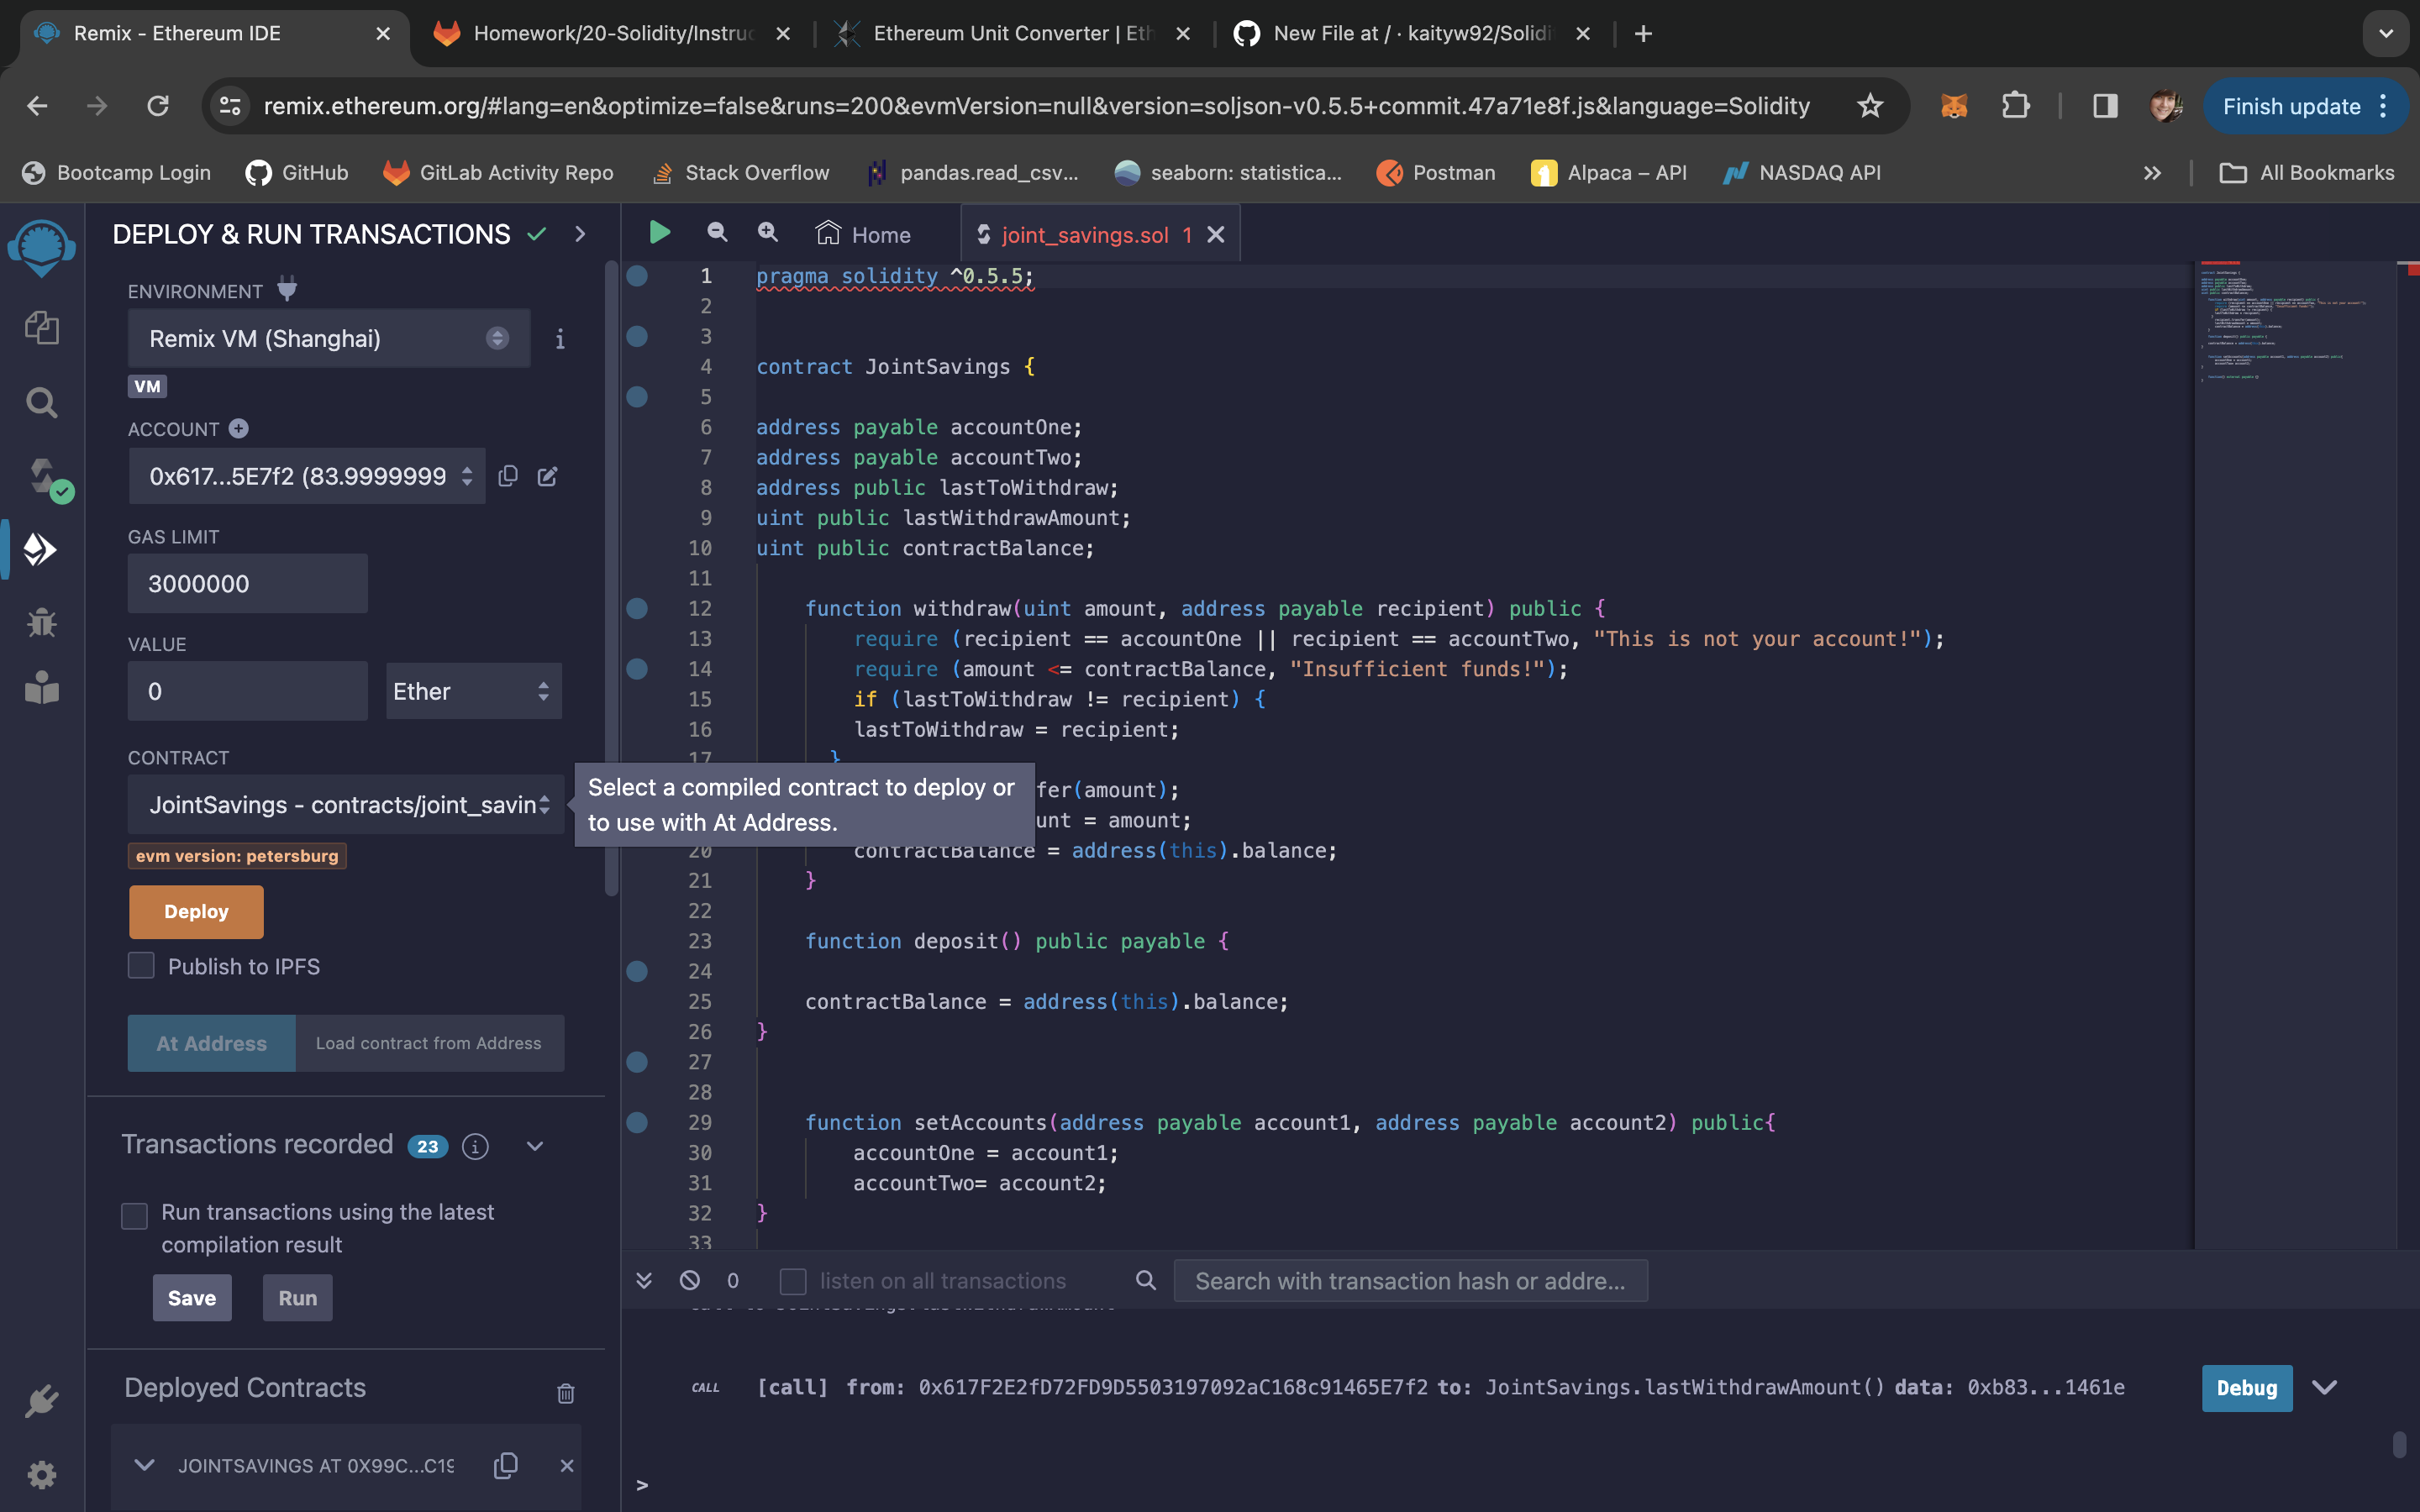 Remix - Ethereum IDE
Homework/20-Solidity/Instruc
Ethereum Unit Converter | Eth
New File at / · kaityw92/Solidi
remix.ethereum.org/#lang=en&optimize=false&runs=200&evmVersion=null&version=soljson-v0.5.5+commit.47a71e8f.js&language=Solidity
Finish update
Bootcamp Login
GitHub
GitLab Activity Repo
Stack Overflow
pandas.read_csv...
seaborn: statistica...
Postman
Alpaca – API
NASDAQ API
All Bookmarks
DEPLOY & RUN TRANSACTIONS
ENVIRONMENT
Remix VM (Shanghai)
VM
ACCOUNT
0x617...5E7f2 (83.9999999
GAS LIMIT
3000000
VALUE
0
Ether
CONTRACT
JointSavings - contracts/joint_savin
Select a compiled contract to deploy or
to use with At Address.
evm version: petersburg
Deploy
Publish to IPFS
At Address
Load contract from Address
Transactions recorded 23
Run transactions using the latest
compilation result
Save
Run
Deployed Contracts
JOINTSAVINGS AT 0X99C...C19
Home
joint_savings.sol 1
1 pragma solidity ^0.5.5;
2
3
4 contract JointSavings {
5
6 address payable accountOne;
7 address payable accountTwo;
8 address public lastToWithdraw;
9 uint public lastWithdrawAmount;
10 uint public contractBalance;
11
12 function withdraw(uint amount, address payable recipient) public {
13 require (recipient == accountOne || recipient == accountTwo, "This is not your account!");
14 require (amount <= contractBalance, "Insufficient funds!");
15 if (lastToWithdraw != recipient) {
16 lastToWithdraw = recipient;
17 }
fer(amount);
unt = amount;
20 contractBalance = address(this).balance;
21 }
22
23 function deposit() public payable {
24
25 contractBalance = address(this).balance;
26 }
27
28
29 function setAccounts(address payable account1, address payable account2) public{
30 accountOne = account1;
31 accountTwo= account2;
32 }
33
0
listen on all transactions
Search with transaction hash or addre...
CALL [call] from: 0x617F2E2fD72FD9D5503197092aC168c91465E7f2 to: JointSavings.lastWithdrawAmount() data: 0xb83...1461e
Debug
>